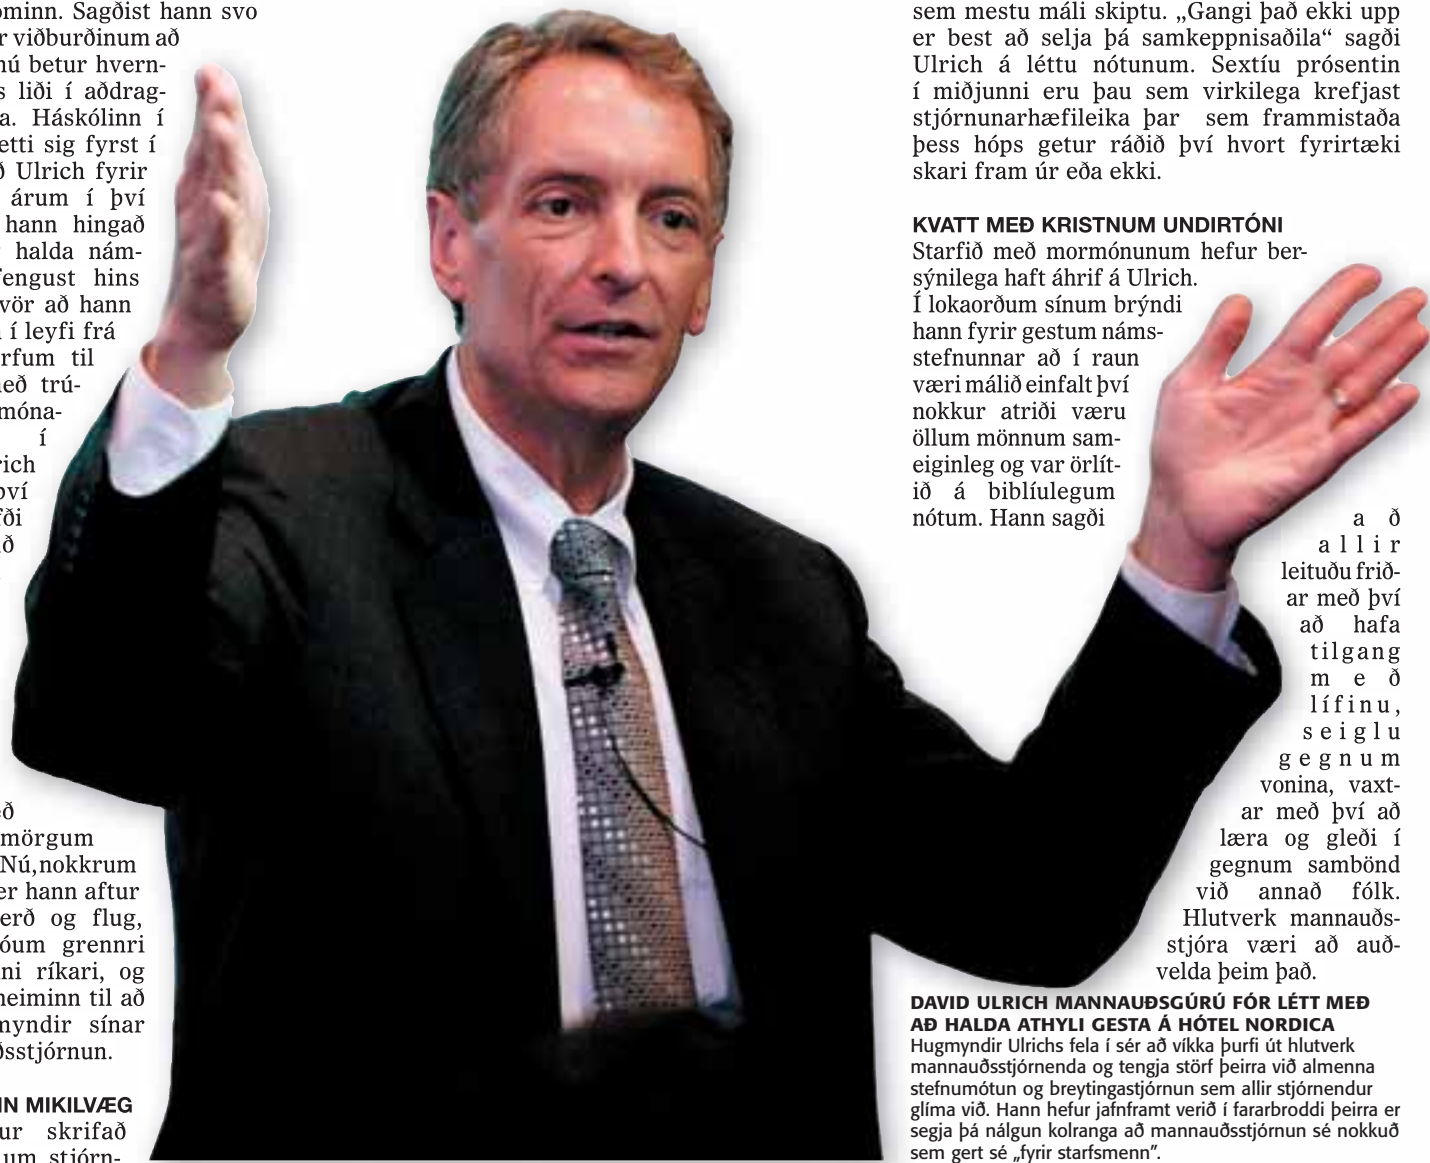 ominn. Sagðist hann svo
r viðburðinum að
nú betur hvern-
s liði í aðdrag-
a. Háskólinn í
etti sig fyrst í
ð Ulrich fyrir
árum í því
hann hingað
halda nám-
engust hins
vör að hann
í leyfi frá
rfum til
eð trú-
móna-
í
rich
því
ði
ð
ð
mörgum
Nú, nokkrum
er hann aftur
erð og flug,
óum grennri
ni ríkari, og
heiminn til að
myndir sínar
ðsstjórnun.
IN MIKILVÆG
ur skrifað
um stjórn-
sem mestu máli skiptu. „Gangi það ekki upp
er best að selja þá samkeppnisaðila“ sagði
Ulrich á léttu nótunum. Sextíu prósentin
í miðjunni eru þau sem virkilega krefjast
stjórnunarhæfileika þar sem frammistaða
þess hóps getur ráðið því hvort fyrirtæki
skari fram úr eða ekki.
KVATT MEÐ KRISTNUM UNDIRTÓNI
Starfið með mormónunum hefur ber-
sýnilega haft áhrif á Ulrich.
Í lokaorðum sínum brýndi
hann fyrir gestum náms-
stefnunnar að í raun
væri málið einfalt því
nokkur atriði væru
öllum mönnum sam-
eiginleg og var örlít-
ið á biblíulegum
nótum. Hann sagði
að
allir
leituðu frið-
ar með því
að hafa
tilgang
með
lífinu,
seiglu
gegnum
vonina, vaxt-
ar með því að
læra og gleði í
gegnum sambönd
við annað fólk.
Hlutverk mannauðs-
stjóra væri að auð-
velda þeim það.
DAVID ULRICH MANNAUÐSGÚRÚ FÓR LÉTT MEÐ
AÐ HALDA ATHYLI GESTA Á HÓTEL NORDICA
Hugmyndir Ulrichs fela í sér að víkka þurfi út hlutverk
mannauðsstjórnenda og tengja störf þeirra við almenna
stefnumótun og breytingastjórnun sem allir stjórnendur
glíma við. Hann hefur jafnframt verið í fararbroddi þeirra er
segja þá nálgun kolranga að mannauðsstjórnun sé nokkuð
sem gert sé „fyrir starfsmenn“.